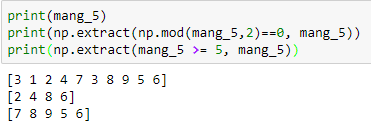 print(mang_5)
print(np.extract(np.mod(mang_5,2)==0, mang_5))
print(np.extract(mang_5 >= 5, mang_5))
[3 1 2 4 7 3 8 9 5 6]
[2 4 8 6]
[7 8 9 5 6]